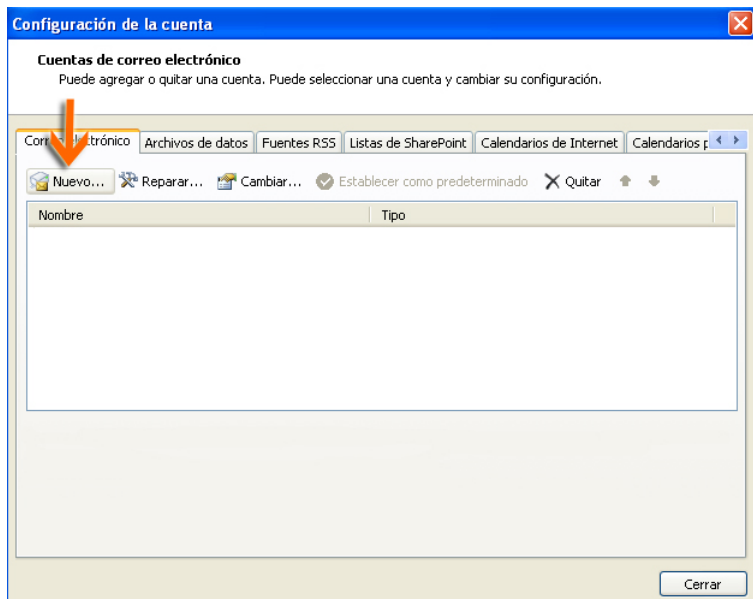 Configuración de la cuenta
Cuentas de correo electrónico
Puede agregar o quitar una cuenta. Puede seleccionar una cuenta y cambiar su configuración.
Archivos de datos Fuentes RSS Listas de SharePoint Calendarios de Internet Calendarios
Nuevo... Reparar... Cambiar... Establecer como predeterminado Quitar
Nombre Tipo
Cerrar